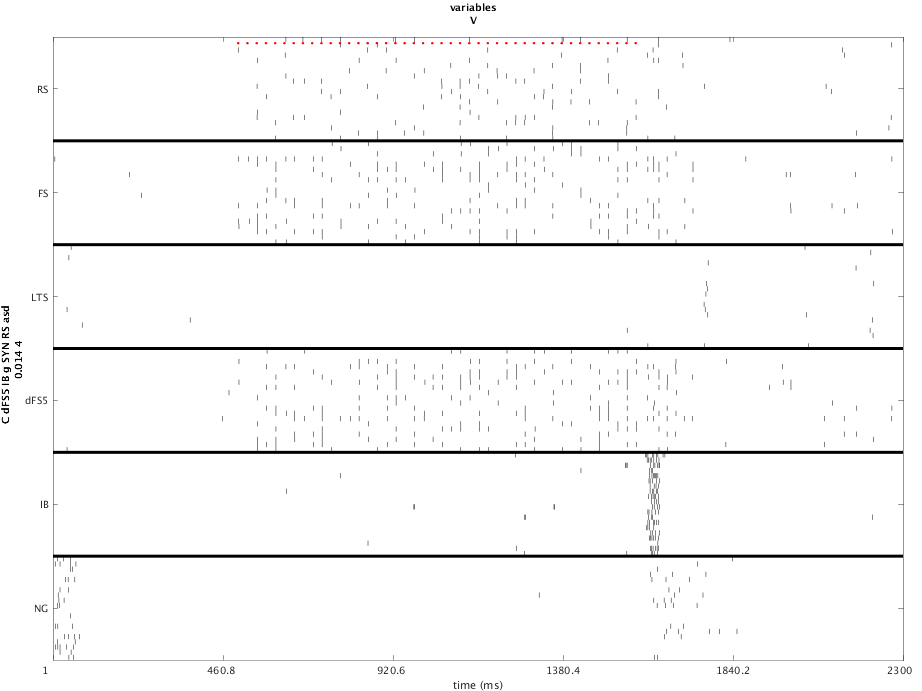 variables
V
RS
FS
LTS
dFS5
IB
NG
C dFS5 IB g SYN RS asd
0.014 4
1
460.8
920.6
1380.4
1840.2
2300
time (ms)